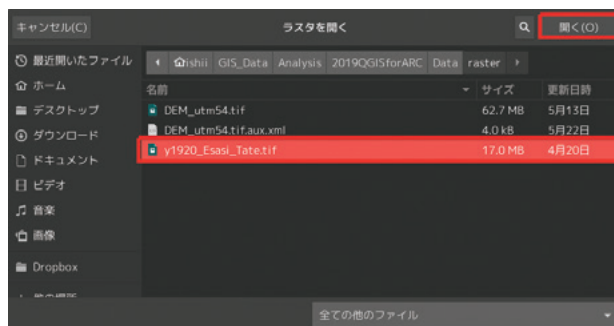 キャンセル(C) ラスタを開く 開く(O)
最近開いたファイル
ishii GIS_Data Analysis 2019QGISforARC Data raster
ホーム
名前 サイズ 更新日時
デスクトップ
DEM_utm54.tif 62.7 MB 5月13日
ダウンロード
DEM_utm54.tif.aux.xml 4.0 kB 5月22日
ドキュメント
y1920_Esasi_Tate.tif 17.0 MB 4月20日
ビデオ
音楽
画像
Dropbox
全ての他のファイル